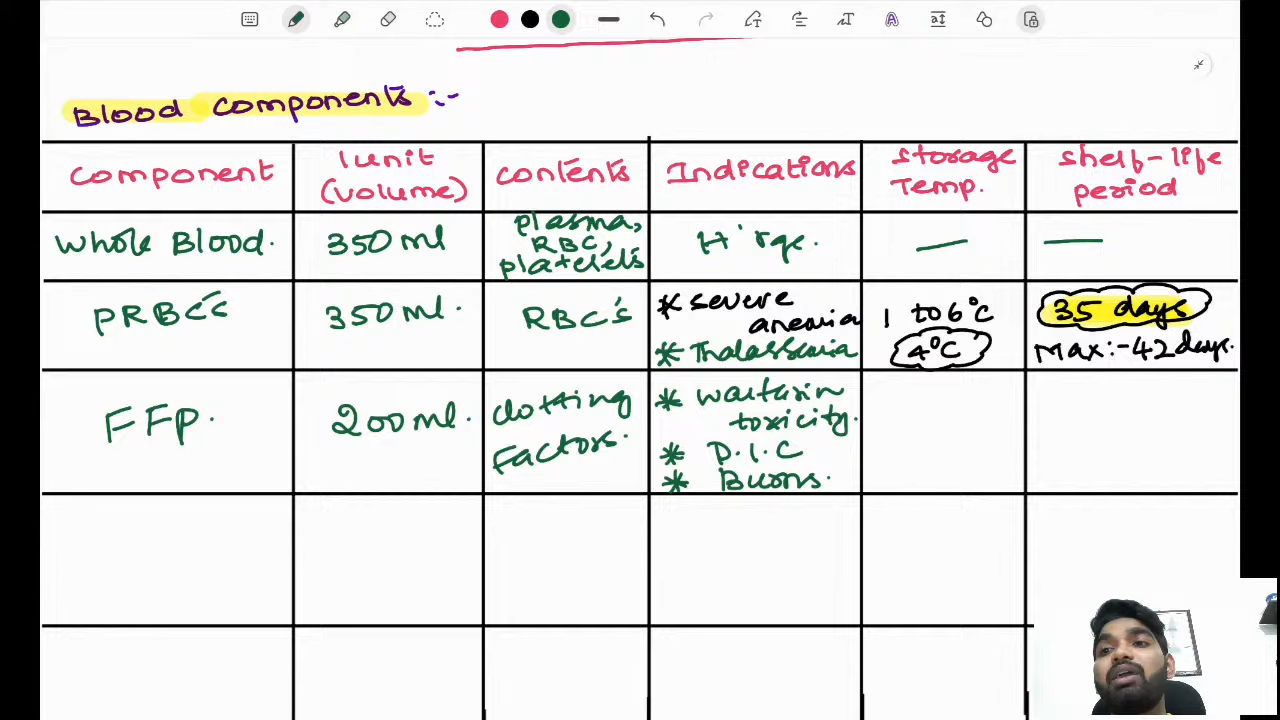 Blood components :-
component
1unit
(volume)
contents
Indications
storage
Temp.
shelf-life
period
whole Blood.
350 ml
plasma,
RBC,
platelets
H'rge.
—
—
PRBC's
350 ml.
RBC's
* severe
anemia
* Thalassemia
1 to 6°C
4°C
35 days
Max:-42 days.
FFP.
200 ml.
clotting
Factors.
* Warfarin
toxicity.
* D.I.C
* Burns.